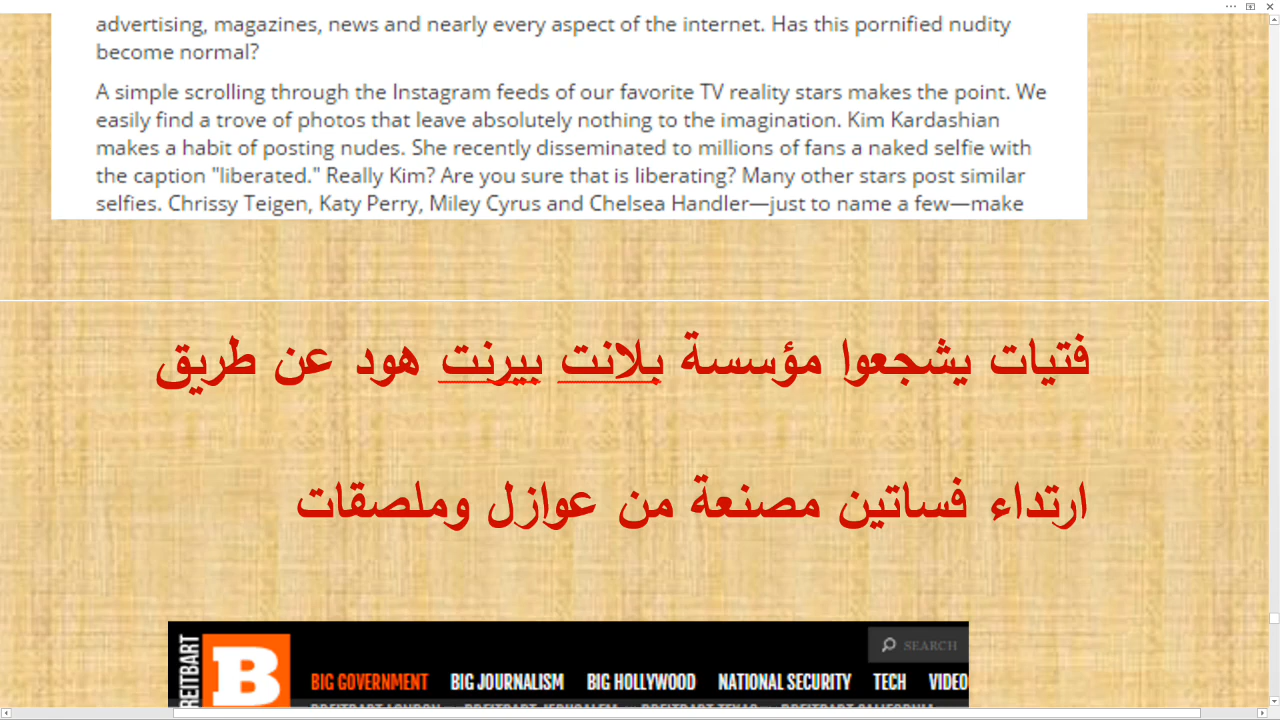 advertising, magazines, news and nearly every aspect of the internet. Has this pornified nudity
become normal?
A simple scrolling through the Instagram feeds of our favorite TV reality stars makes the point. We
easily find a trove of photos that leave absolutely nothing to the imagination. Kim Kardashian
makes a habit of posting nudes. She recently disseminated to millions of fans a naked selfie with
the caption "liberated." Really Kim? Are you sure that is liberating? Many other stars post similar
selfies. Chrissy Teigen, Katy Perry, Miley Cyrus and Chelsea Handler—just to name a few—make
فتيات يشجعوا مؤسسة بلانت بيرنت هود عن طريق
ارتداء فساتين مصنعة من عوازل وملصقات
SEARCH
B
BIG GOVERNMENT BIG JOURNALISM BIG HOLLYWOOD NATIONAL SECURITY TECH VIDEO